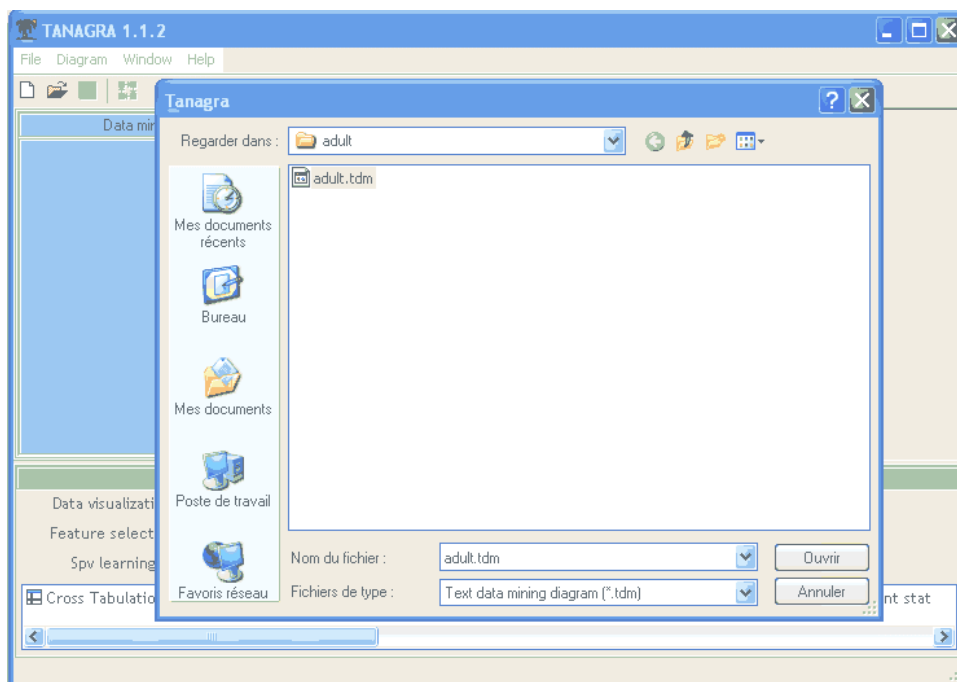 TANAGRA 1.1.2
File Diagram Window Help
Tanagra
Data min
Regarder dans :
adult
adult.tdm
Mes documents
récents
Bureau
Mes documents
Poste de travail
Favoris réseau
Data visualizati
Feature select
Spv learning
Nom du fichier :
adult.tdm
Ouvrir
Fichiers de type :
Text data mining diagram (*.tdm)
Annuler
Cross Tabulatio
nt stat